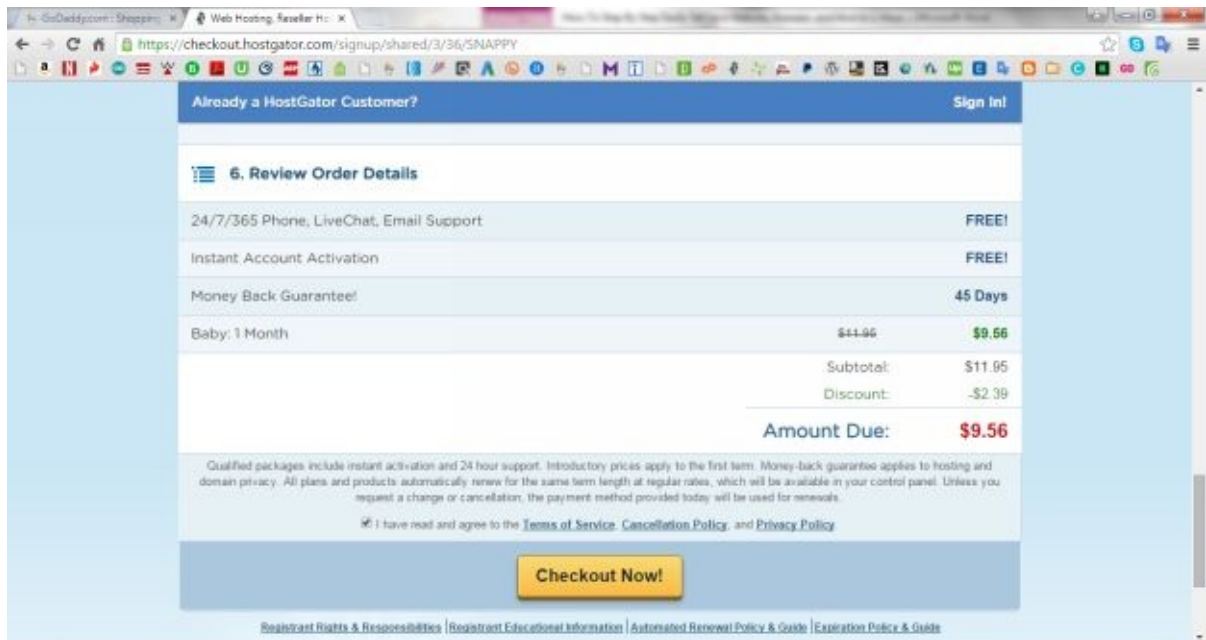 GoDaddy.com: Shopping
Web Hosting, Reseller Ho
https://checkout.hostgator.com/signup/shared/3/36/SNAPPY
Already a HostGator Customer? Sign In!
6. Review Order Details
24/7/365 Phone, LiveChat, Email Support FREE!
Instant Account Activation FREE!
Money Back Guarantee! 45 Days
Baby: 1 Month $11.95 $9.56
Subtotal: $11.95
Discount: -$2.39
Amount Due: $9.56
Qualified packages include instant activation and 24 hour support. Introductory prices apply to the first term. Money-back guarantee applies to hosting and
domain privacy. All plans and products automatically renew for the same term length at regular rates, which will be available in your control panel. Unless you
request a change or cancellation, the payment method provided today will be used for renewals.
I have read and agree to the Terms of Service, Cancellation Policy, and Privacy Policy
Checkout Now!
Registrant Rights & Responsibilities | Registrant Educational Information | Automated Renewal Policy & Guide | Expiration Policy & Guide